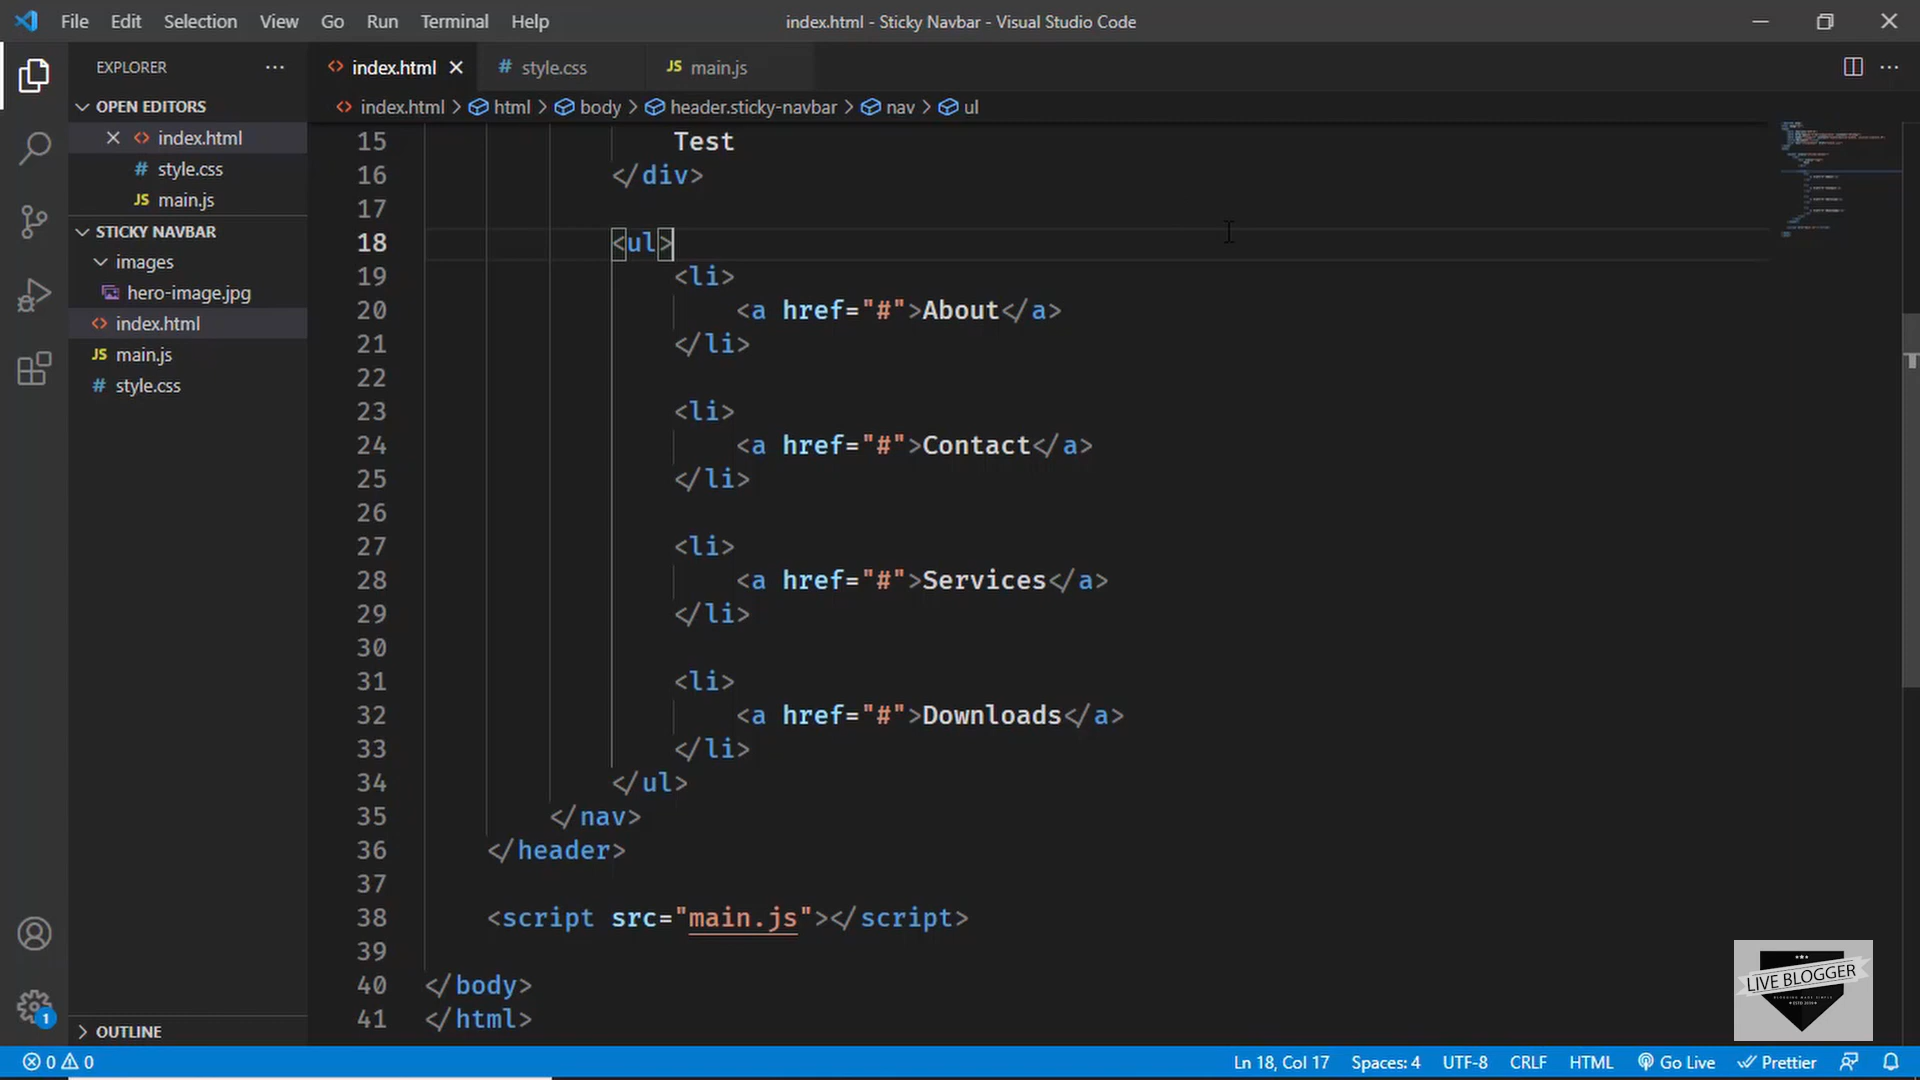 File Edit Selection View Go Run Terminal Help
index.html - Sticky Navbar - Visual Studio Code
EXPLORER
index.html
# style.css
JS main.js
OPEN EDITORS
index.html
# style.css
JS main.js
STICKY NAVBAR
images
hero-image.jpg
index.html
JS main.js
# style.css
OUTLINE
index.html > html > body > header.sticky-navbar > nav > ul
15 Test
16 </div>
17
18 <ul>
19 <li>
20 <a href="#">About</a>
21 </li>
22
23 <li>
24 <a href="#">Contact</a>
25 </li>
26
27 <li>
28 <a href="#">Services</a>
29 </li>
30
31 <li>
32 <a href="#">Downloads</a>
33 </li>
34 </ul>
35 </nav>
36 </header>
37
38 <script src="main.js"></script>
39
40 </body>
41 </html>
LIVE BLOGGER
1
0 0
Ln 18, Col 17 Spaces: 4 UTF-8 CRLF HTML Go Live Prettier